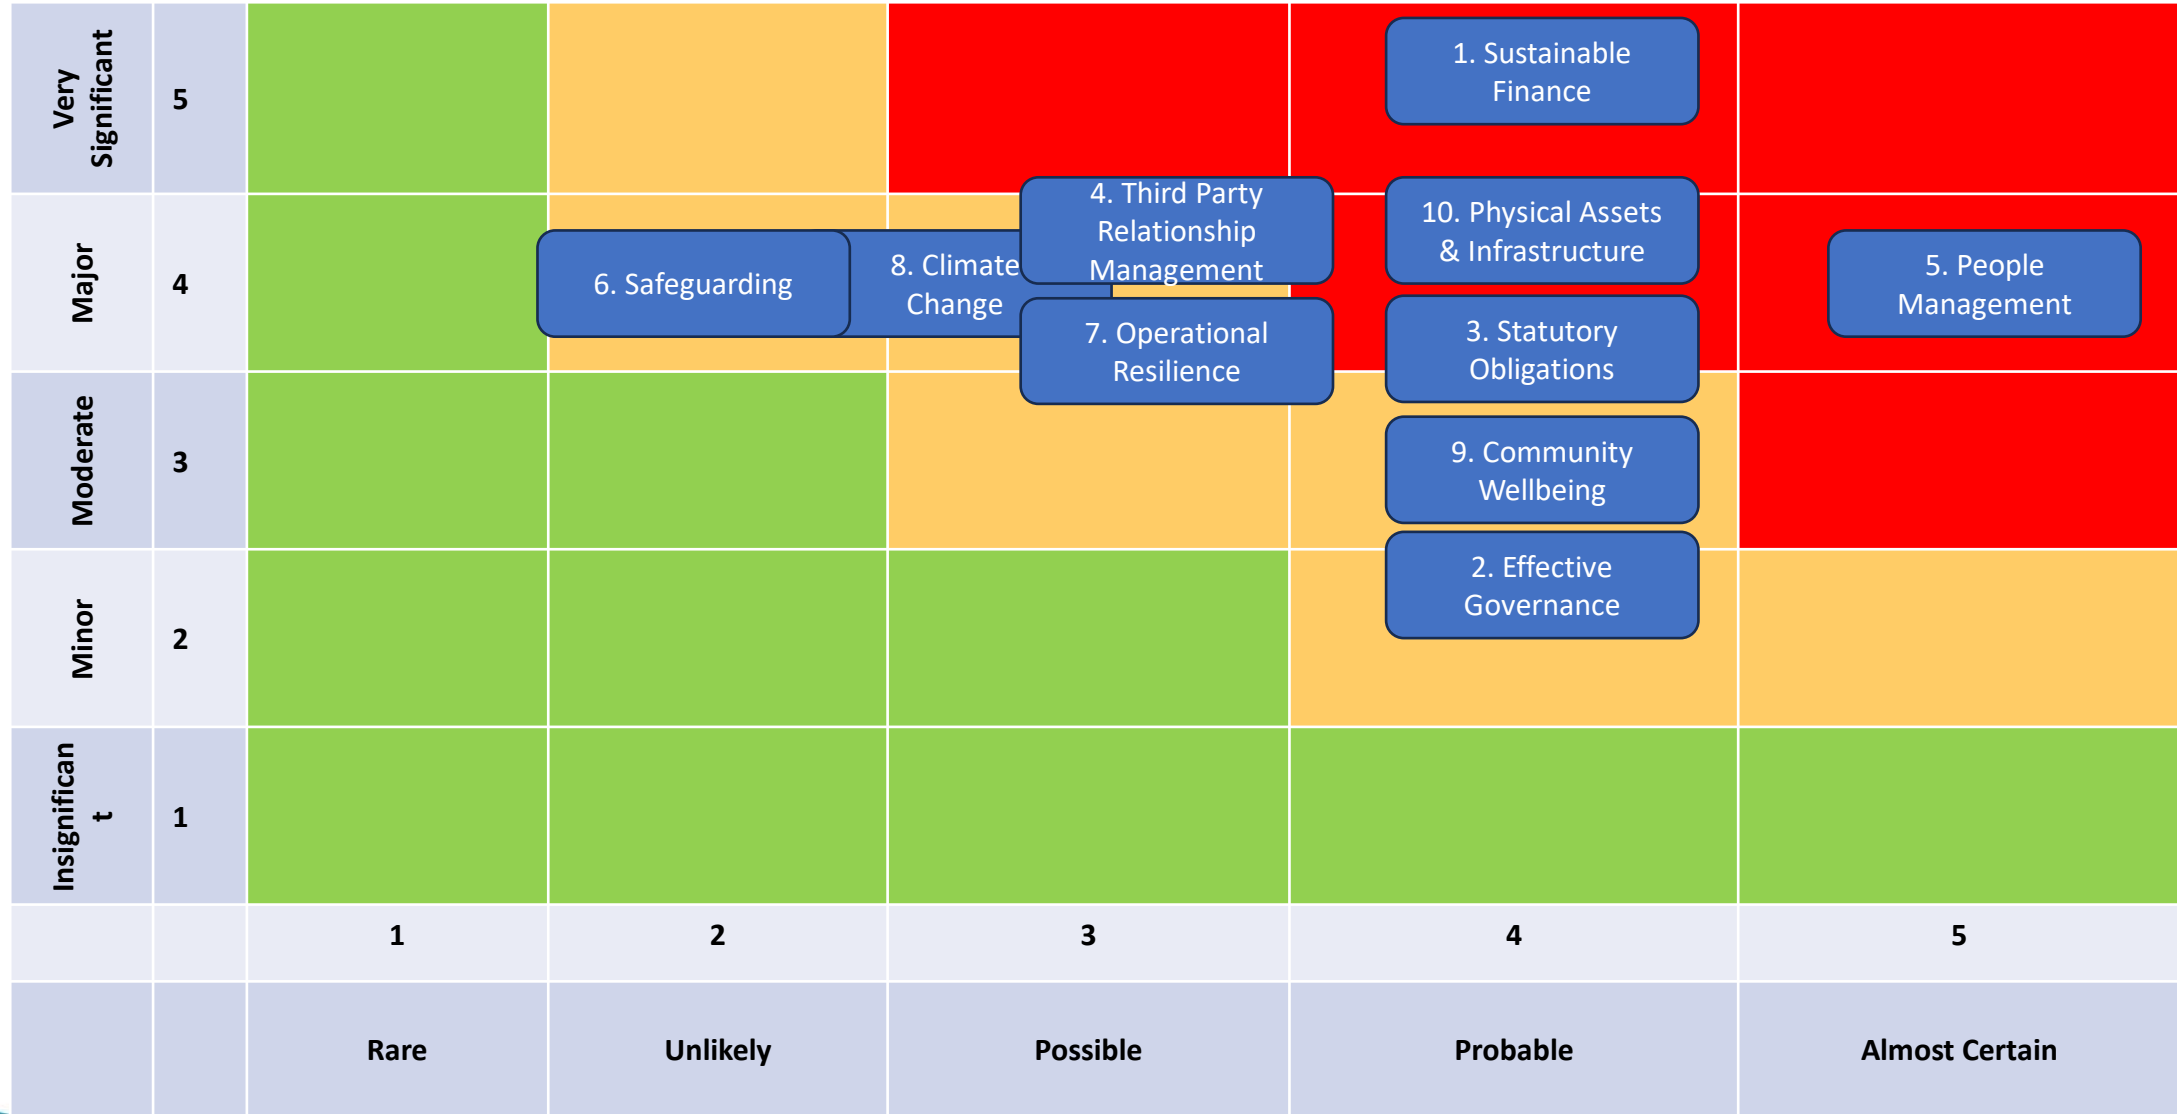 Very
Significant
5
1. Sustainable
Finance
Major
4
6. Safeguarding
8. Climate
Change
4. Third Party
Relationship
Management
7. Operational
Resilience
10. Physical Assets
& Infrastructure
3. Statutory
Obligations
5. People
Management
Moderate
3
9. Community
Wellbeing
Minor
2
2. Effective
Governance
Insignifican
t
1
1
2
3
4
5
Rare
Unlikely
Possible
Probable
Almost Certain